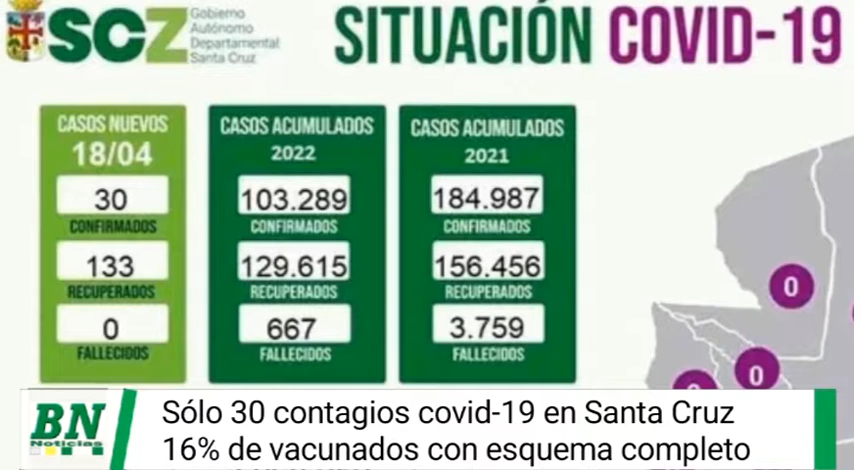 SCZ
Gobierno
Autónomo
Departamental
Santa Cruz
SITUACIÓN COVID-19
CASOS NUEVOS
18/04
30
CONFIRMADOS
133
RECUPERADOS
0
FALLECIDOS
CASOS ACUMULADOS
2022
103.289
CONFIRMADOS
129.615
RECUPERADOS
667
FALLECIDOS
CASOS ACUMULADOS
2021
184.987
CONFIRMADOS
156.456
RECUPERADOS
3.759
FALLECIDOS
0
0
BN
Noticias
Sólo 30 contagios covid-19 en Santa Cruz
16% de vacunados con esquema completo